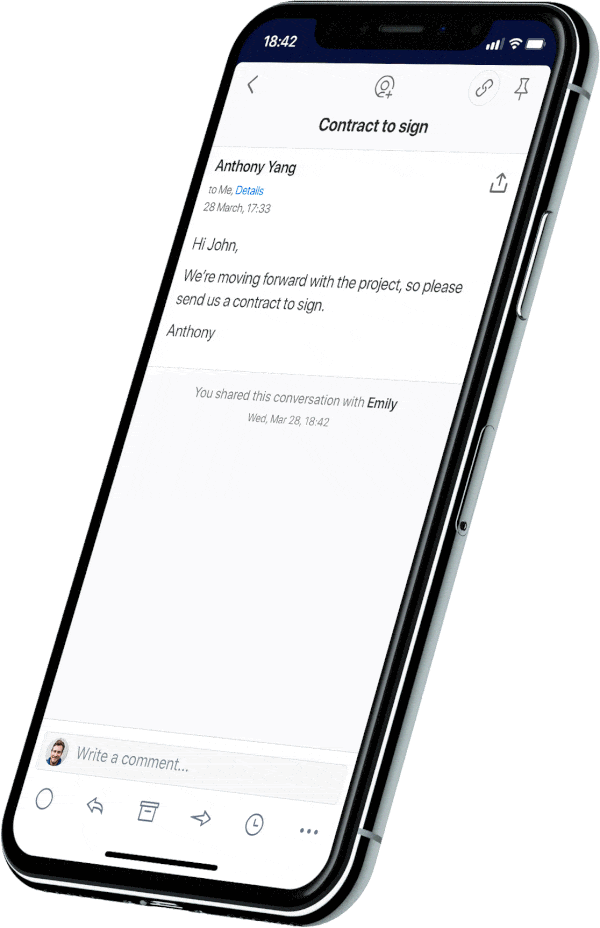 18:42
Contract to sign
Anthony Yang
to Me, Details
28 March, 17:33
Hi John,
We're moving forward with the project, so please
send us a contract to sign.
Anthony
You shared this conversation with Emily
Wed, Mar 28, 18:42
Write a comment...